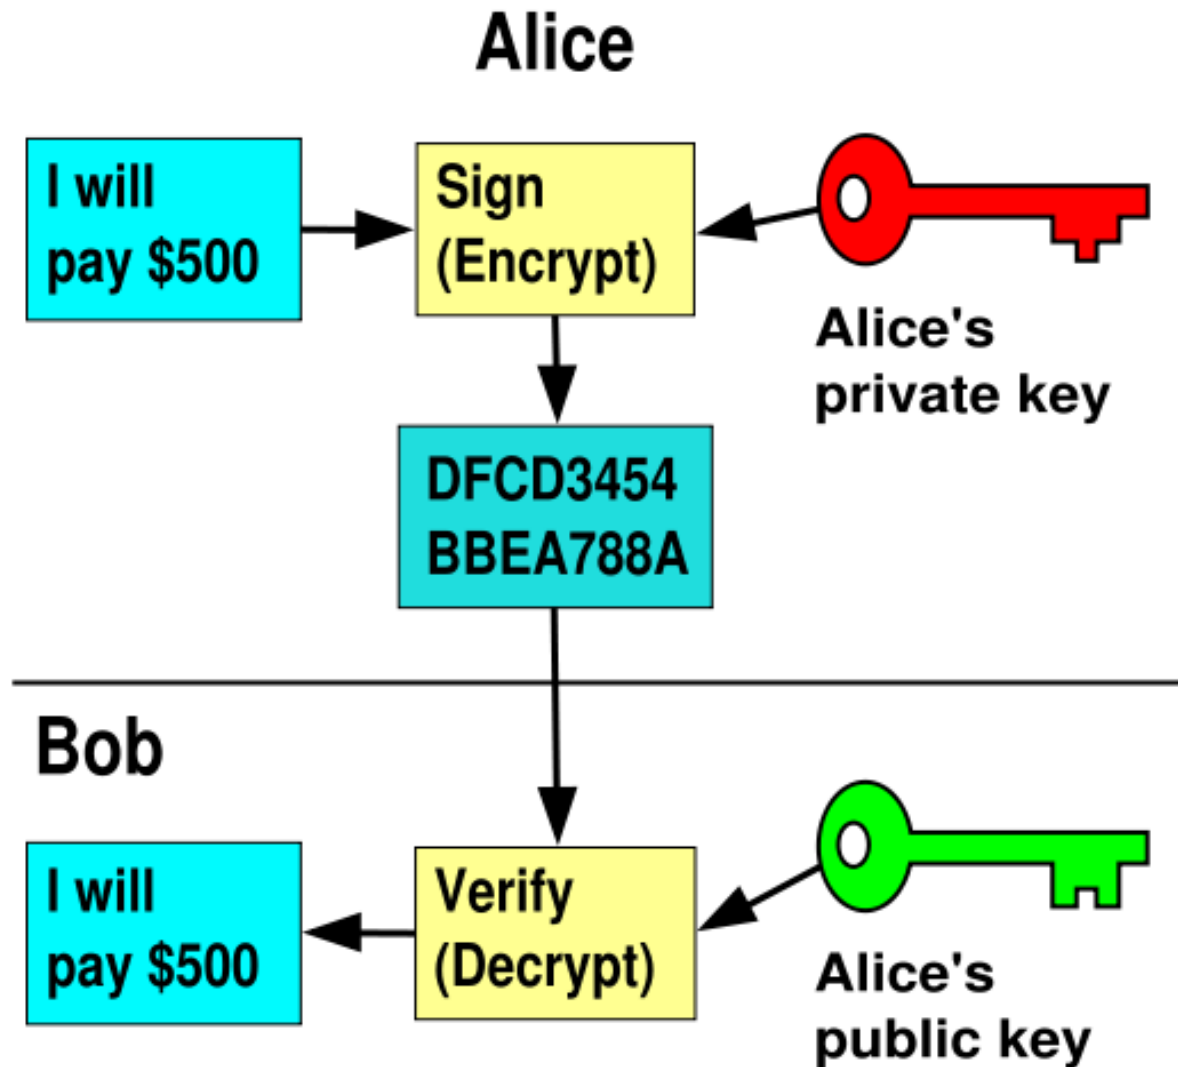 Alice
I will
pay $500
Sign
(Encrypt)
Alice's
private key
DFCD3454
BBEA788A
Bob
I will
pay $500
Verify
(Decrypt)
Alice's
public key